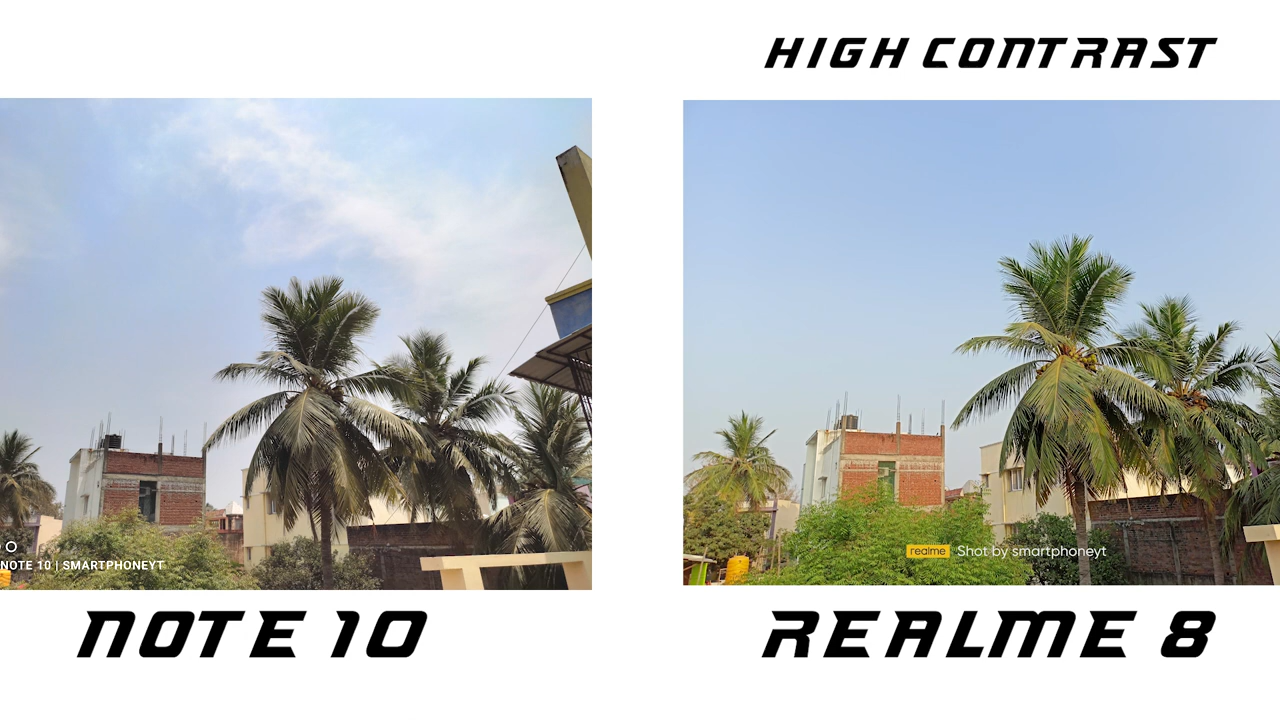 HIGH CONTRAST
NOTE 10 | SMARTPHONEYT
realme Shot by smartphoneyt
NOTE 10
REALME 8